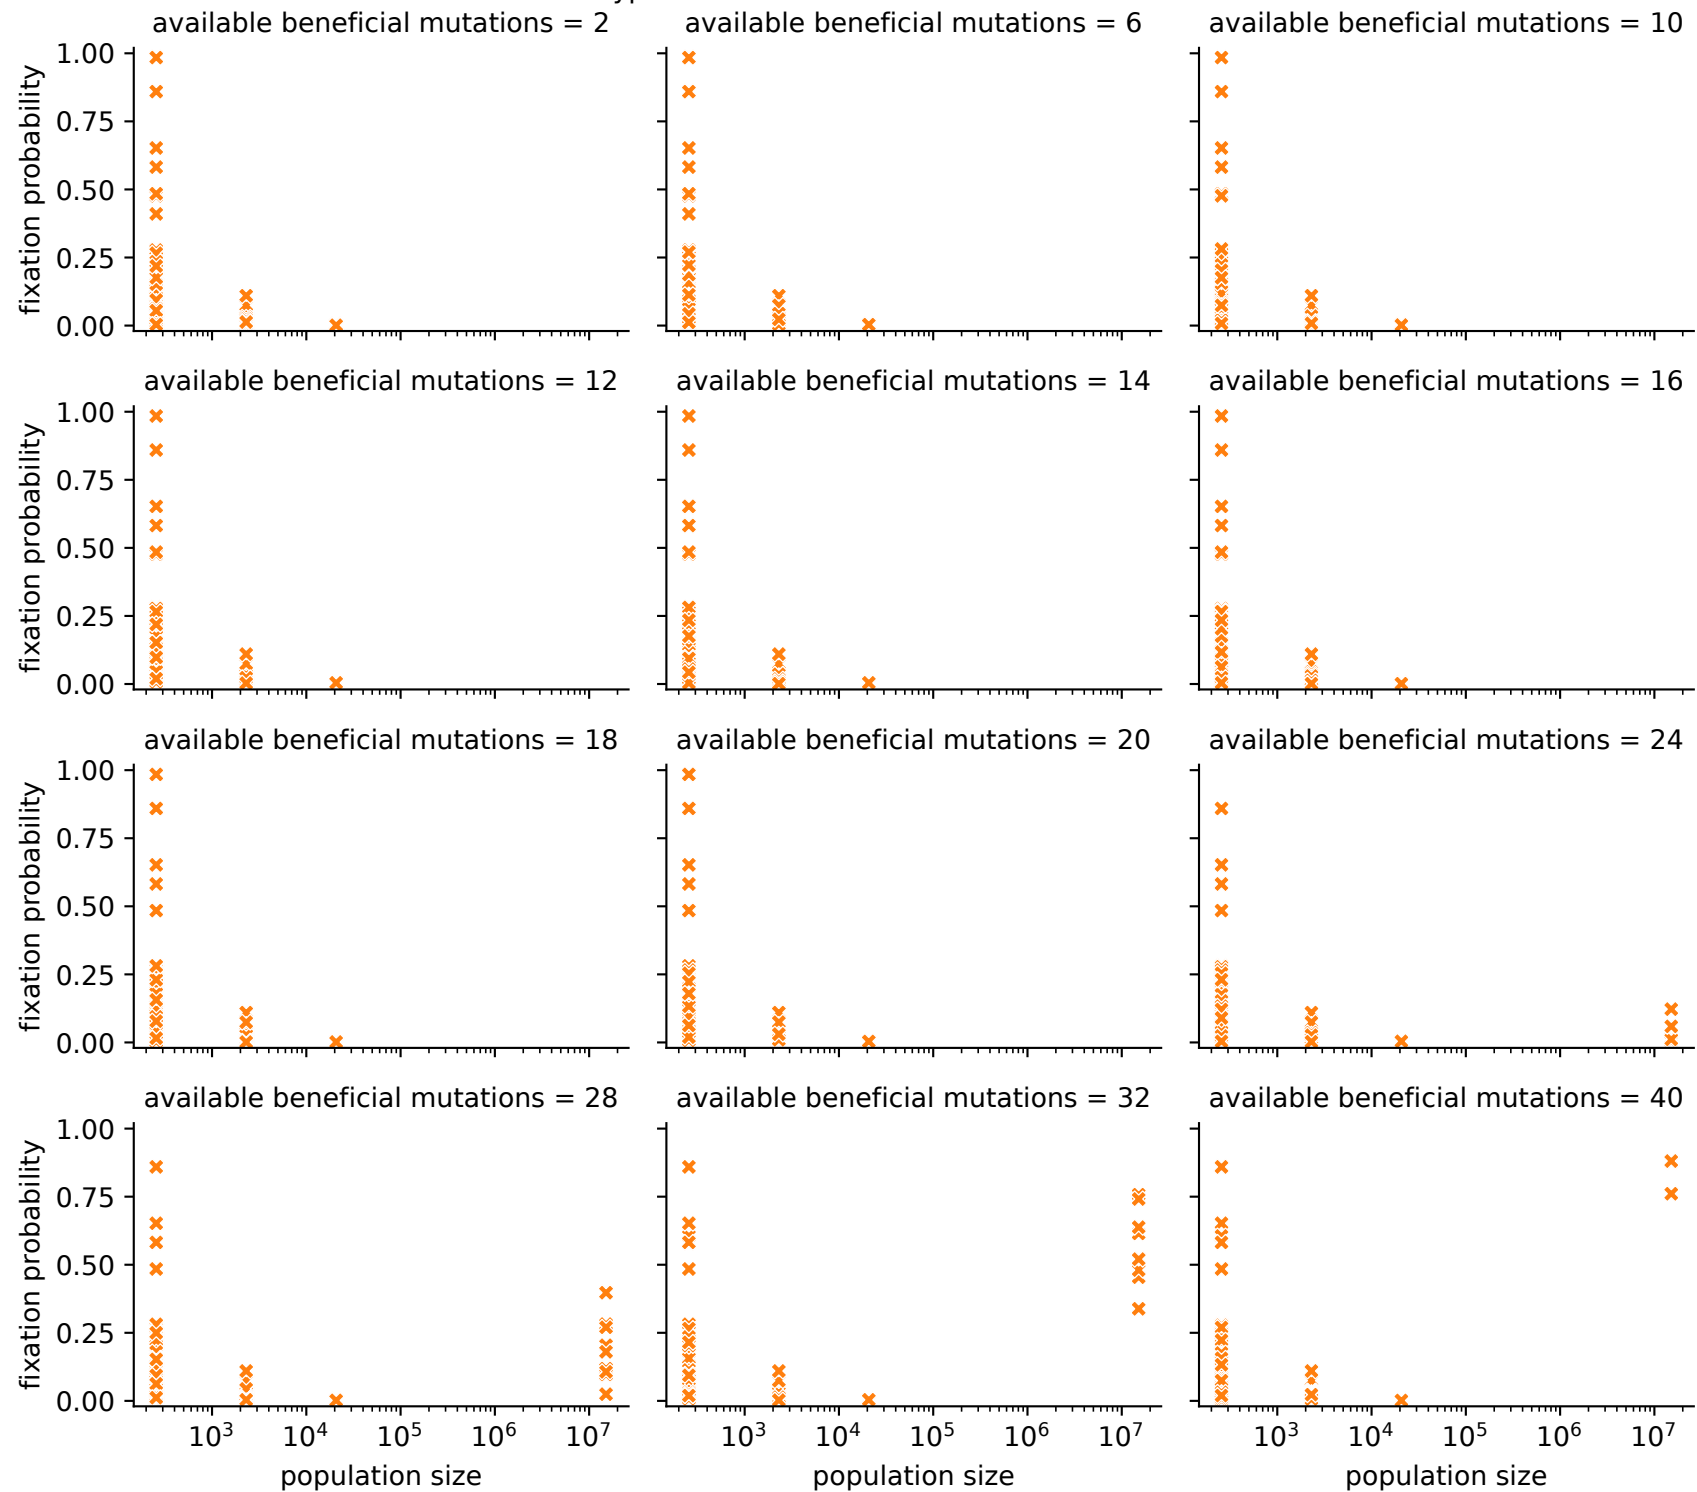 available beneficial mutations = 2
available beneficial mutations = 6
available beneficial mutations = 10
fixation probability
1.00
0.75
0.50
0.25
0.00
available beneficial mutations = 12
available beneficial mutations = 14
available beneficial mutations = 16
fixation probability
1.00
0.75
0.50
0.25
0.00
available beneficial mutations = 18
available beneficial mutations = 20
available beneficial mutations = 24
fixation probability
1.00
0.75
0.50
0.25
0.00
available beneficial mutations = 28
available beneficial mutations = 32
available beneficial mutations = 40
fixation probability
1.00
0.75
0.50
0.25
0.00
10³ 10⁴ 10⁵ 10⁶ 10⁷
10³ 10⁴ 10⁵ 10⁶ 10⁷
10³ 10⁴ 10⁵ 10⁶ 10⁷
population size
population size
population size